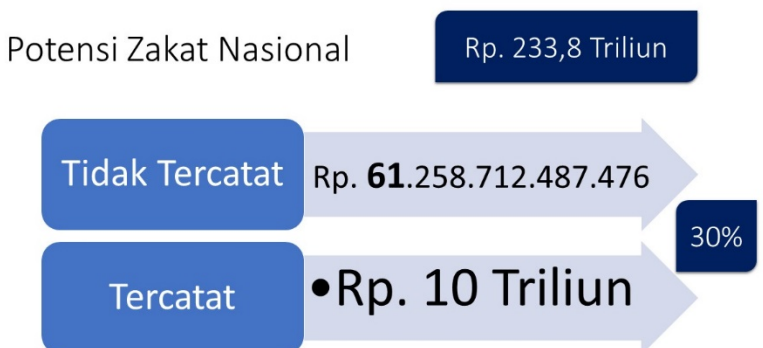 Potensi Zakat Nasional
Rp. 233,8 Triliun
Tidak Tercatat
Rp. 61.258.712.487.476
30%
Tercatat
•Rp. 10 Triliun